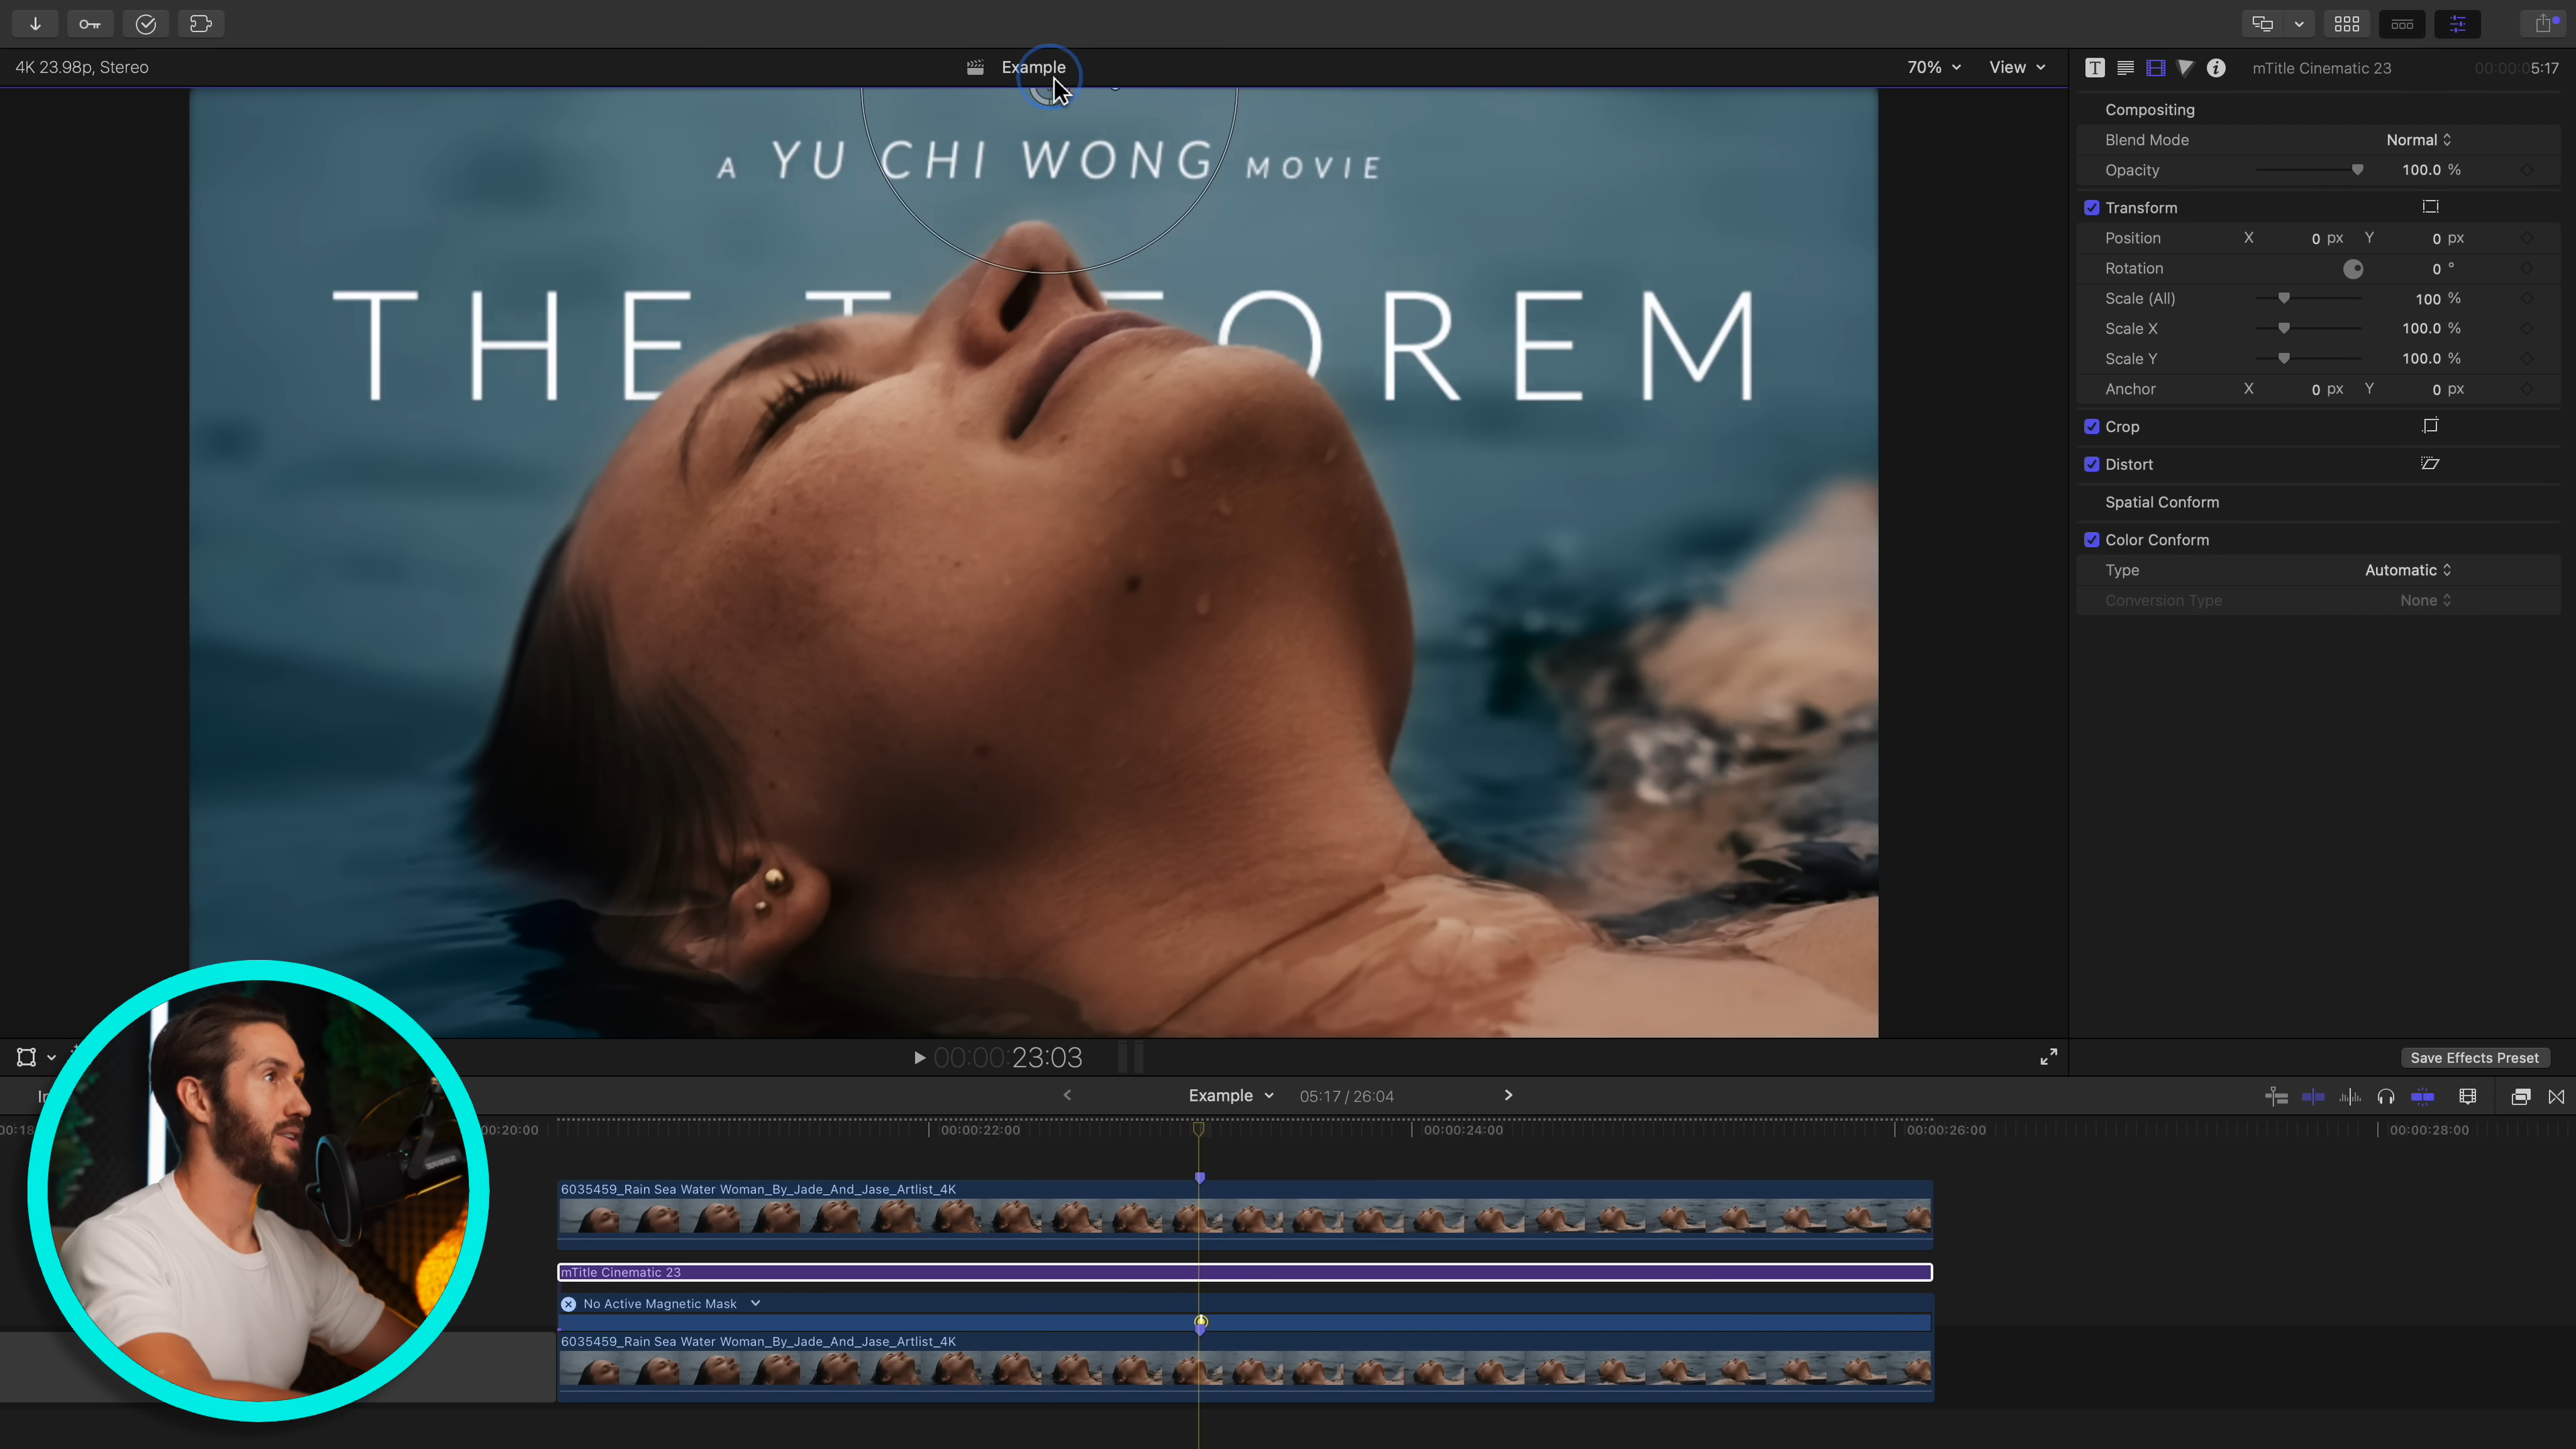 4K 23.98p, Stereo
Example
70%
View
mTitle Cinematic 23
00:00:05:17
A YU CHI WONG MOVIE
THE T EOREM
Compositing
Blend Mode Normal
Opacity 100.0 %
Transform
Position X 0 px Y 0 px
Rotation 0 °
Scale (All) 100 %
Scale X 100.0 %
Scale Y 100.0 %
Anchor X 0 px Y 0 px
Crop
Distort
Spatial Conform
Color Conform
Type Automatic
Conversion Type None
00:00:23:03
Save Effects Preset
Example 05:17 / 26:04
00:00:22:00
00:00:24:00
00:00:26:00
00:00:28:00
6035459_Rain Sea Water Woman_By_Jade_And_Jase_Artlist_4K
mTitle Cinematic 23
No Active Magnetic Mask
6035459_Rain Sea Water Woman_By_Jade_And_Jase_Artlist_4K